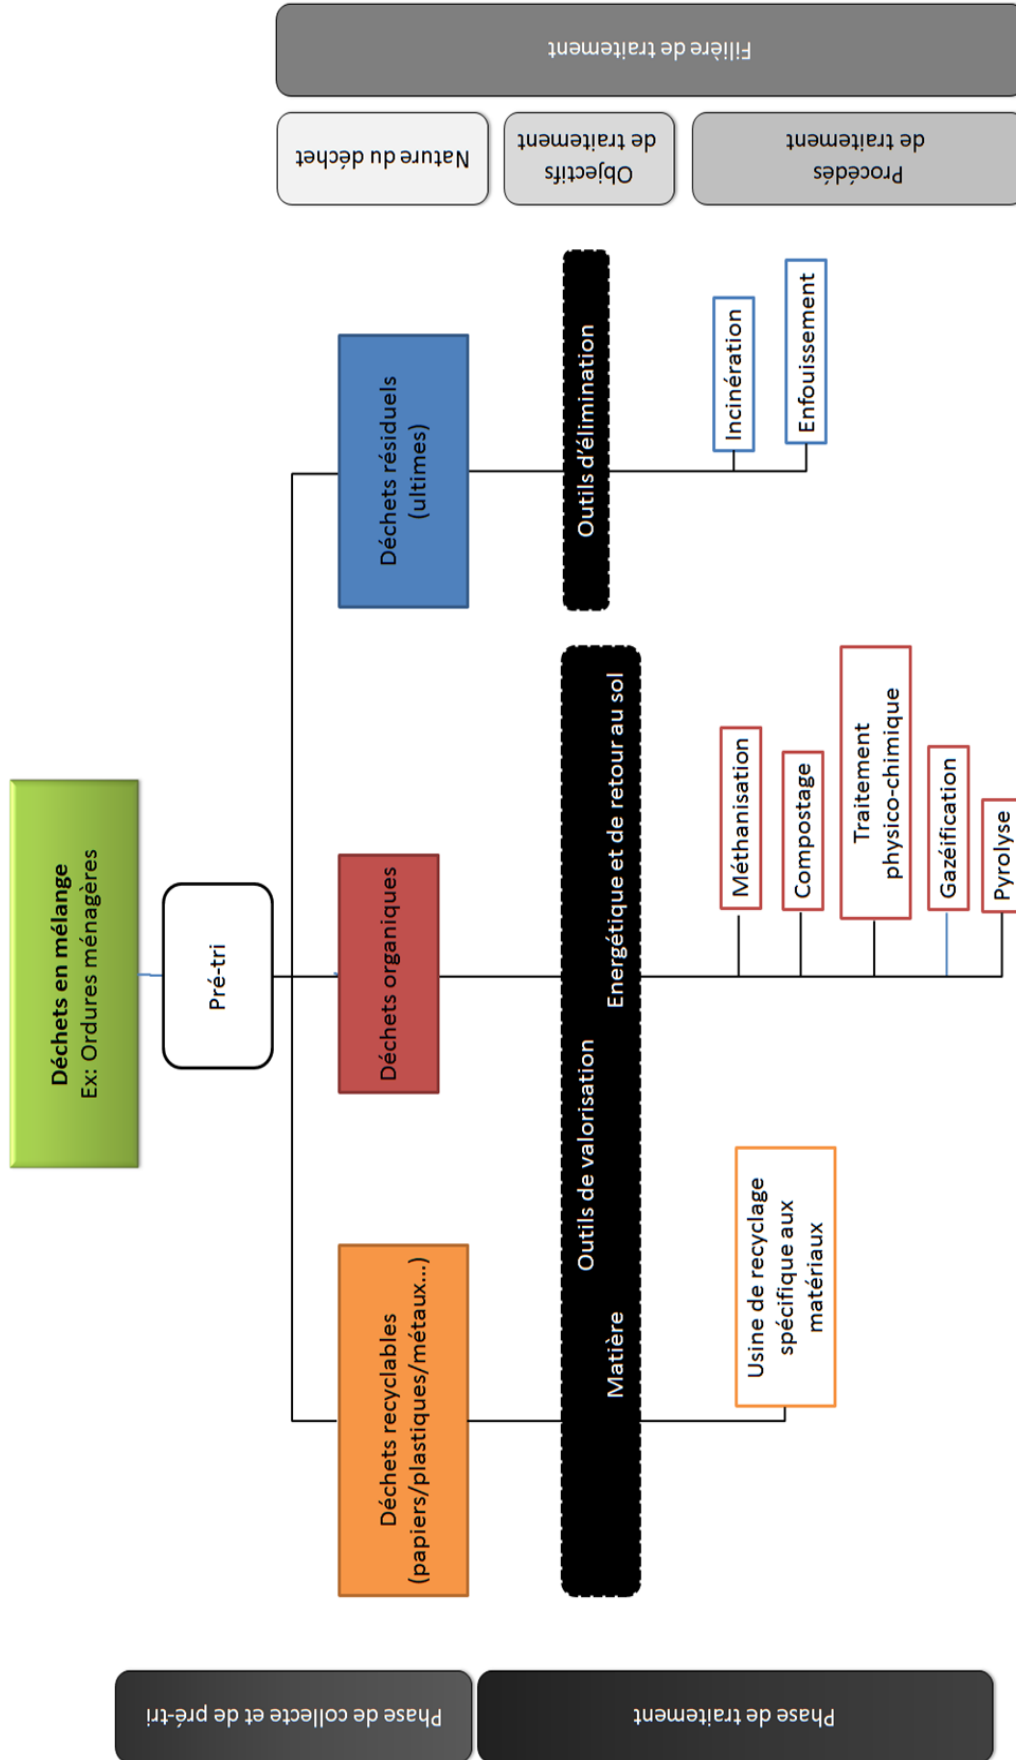 Déchets en mélange
Ex: Ordures ménagères
Pré-tri
Déchets recyclables
(papiers/plastiques/métaux...)
Déchets organiques
Déchets résiduels
(ultimes)
Outils de valorisation
Matière
Energétique et de retour au sol
Outils d'élimination
Usine de recyclage
spécifique aux
matériaux
Méthanisation
Compostage
Traitement
physico-chimique
Gazéification
Pyrolyse
Incinération
Enfouissement
Phase de collecte et de pré-tri
Phase de traitement
Nature du déchet
Objectifs
de traitement
Procédés
de traitement
Filière de traitement